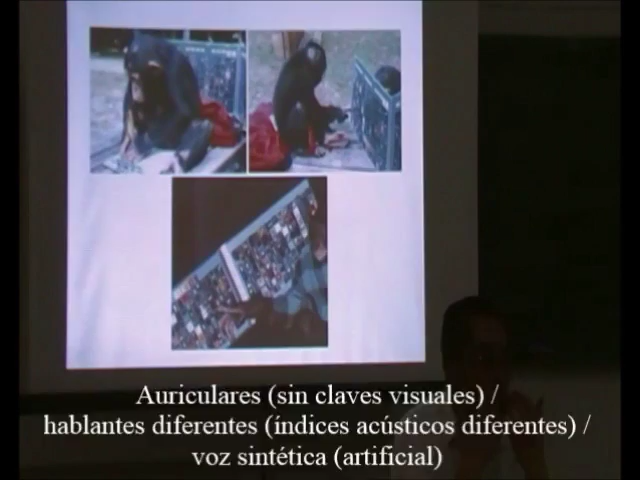 Auriculares (sin claves visuales) /
hablantes diferentes (índices acústicos diferentes) /
voz sintética (artificial)